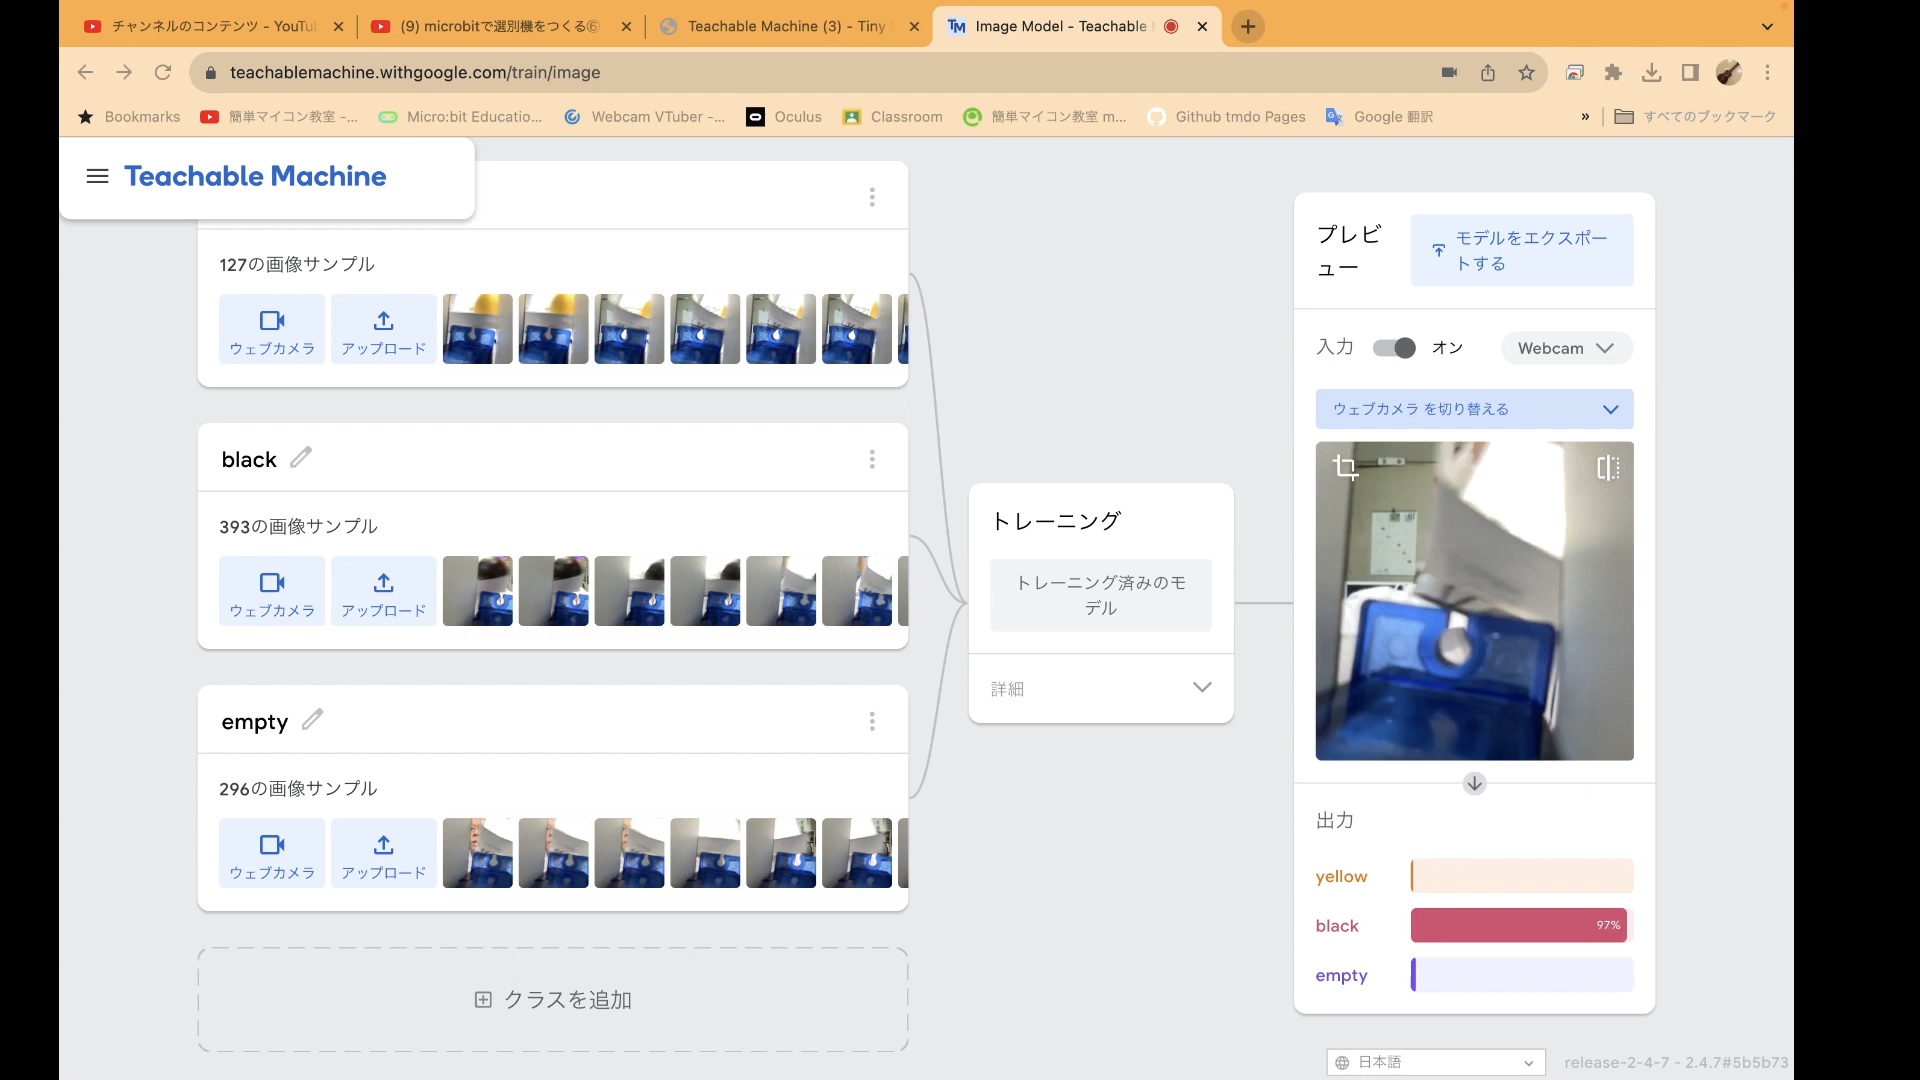 チャンネルのコンテンツ - YouTu
(9) microbitで選別機をつくる⑥
Teachable Machine (3) - Tiny
Image Model - Teachable
teachablemachine.withgoogle.com/train/image
Bookmarks
簡単マイコン教室 –...
Micro:bit Educatio...
Webcam VTuber –...
Oculus
Classroom
簡単マイコン教室 m...
Github tmdo Pages
Google 翻訳
»
すべてのブックマーク
Teachable Machine
127の画像サンプル
ウェブカメラ
アップロード
black
393の画像サンプル
ウェブカメラ
アップロード
empty
296の画像サンプル
ウェブカメラ
アップロード
クラスを追加
トレーニング
トレーニング済みのモ
デル
詳細
プレビ
ュー
モデルをエクスポー
トする
入力
オン
Webcam
ウェブカメラ を切り替える
出力
yellow
black
97%
empty
日本語
release-2-4-7 - 2.4.7#5b5b73